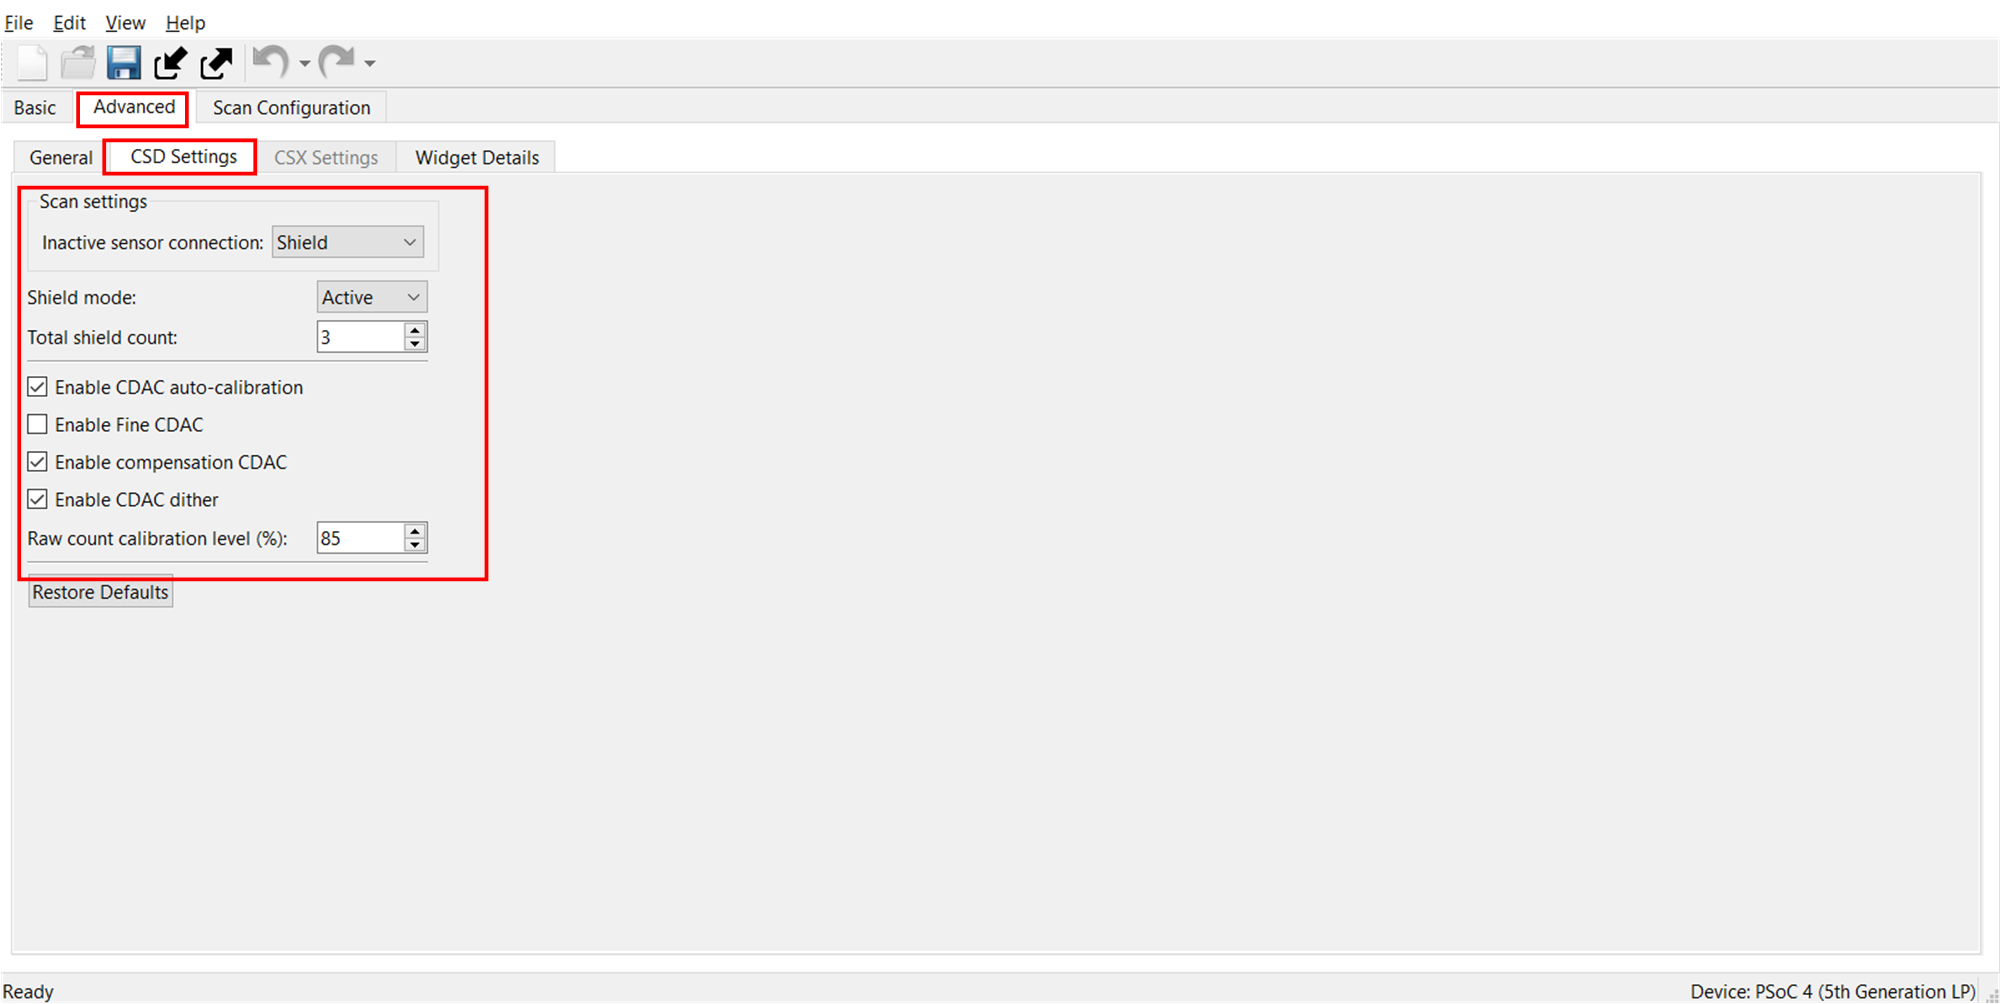 File Edit View Help
Basic Advanced Scan Configuration
General CSD Settings CSX Settings Widget Details
Scan settings
Inactive sensor connection: Shield
Shield mode: Active
Total shield count: 3
Enable CDAC auto-calibration
Enable Fine CDAC
Enable compensation CDAC
Enable CDAC dither
Raw count calibration level (%): 85
Restore Defaults
Ready Device: PSoC 4 (5th Generation LP)